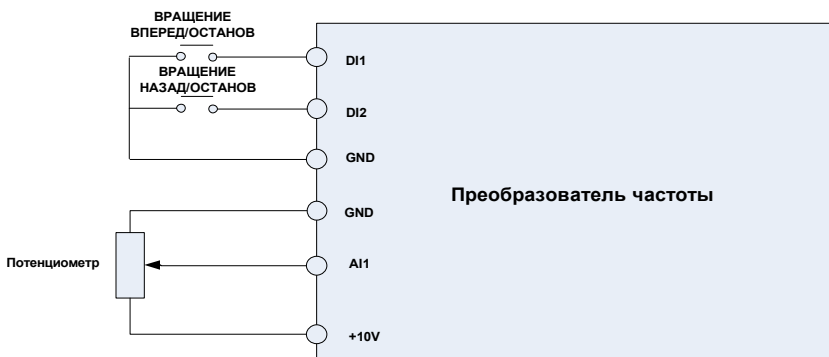 ВРАЩЕНИЕ
ВПЕРЕД/ОСТАНОВ
DI1
ВРАЩЕНИЕ
НАЗАД/ОСТАНОВ
DI2
GND
Преобразователь частоты
GND
Потенциометр
AI1
+10V